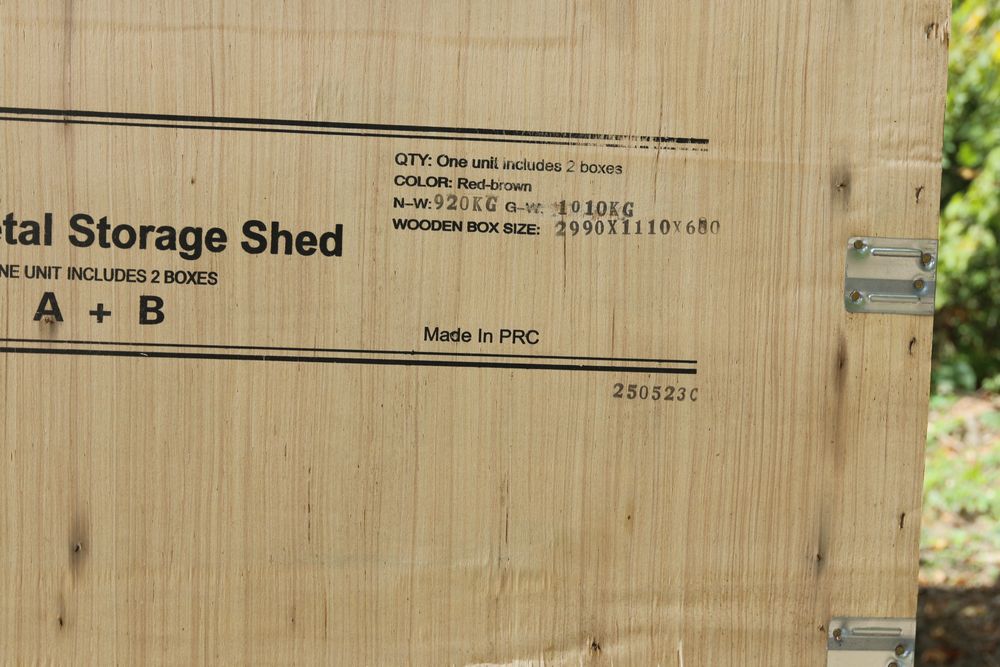 QTY: One unit includes 2 boxes
COLOR: Red-brown
N-W: 920KG G-W: 1010KG
WOODEN BOX SIZE: 2990X1110X680
etal Storage Shed
NE UNIT INCLUDES 2 BOXES
A + B
Made In PRC
250523C